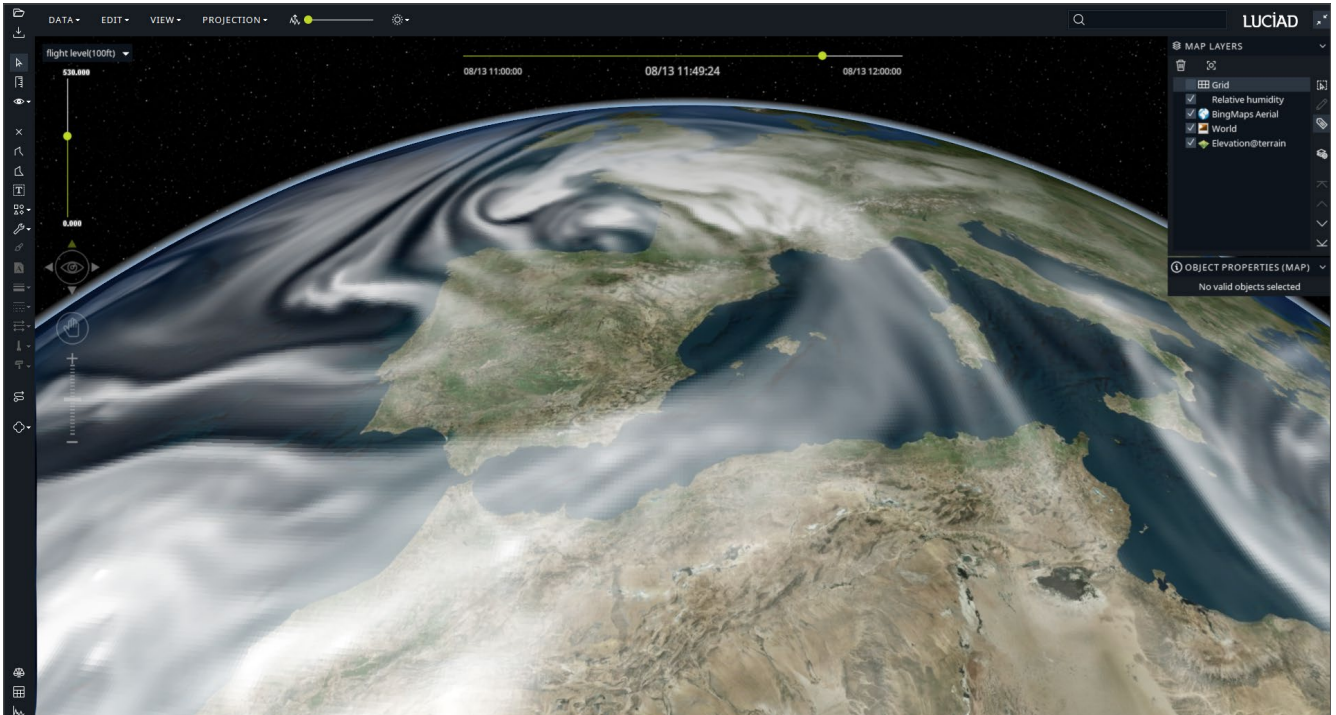 DATA EDIT VIEW PROJECTION LUCIAD
flight level(100ft)
530.000
0.000
08/13 11:00:00 08/13 11:49:24 08/13 12:00:00
MAP LAYERS
Grid
Relative humidity
BingMaps Aerial
World
Elevation@terrain
OBJECT PROPERTIES (MAP)
No valid objects selected
T